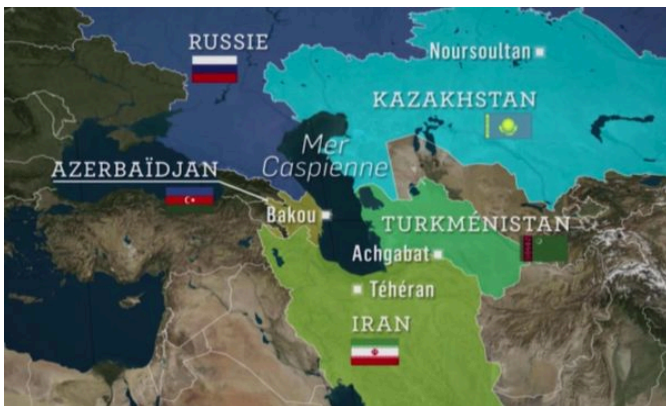 RUSSIE
Noursoultan
KAZAKHSTAN
Mer
Caspienne
AZERBAÏDJAN
Bakou
TURKMÉNISTAN
Achgabat
Téhéran
IRAN